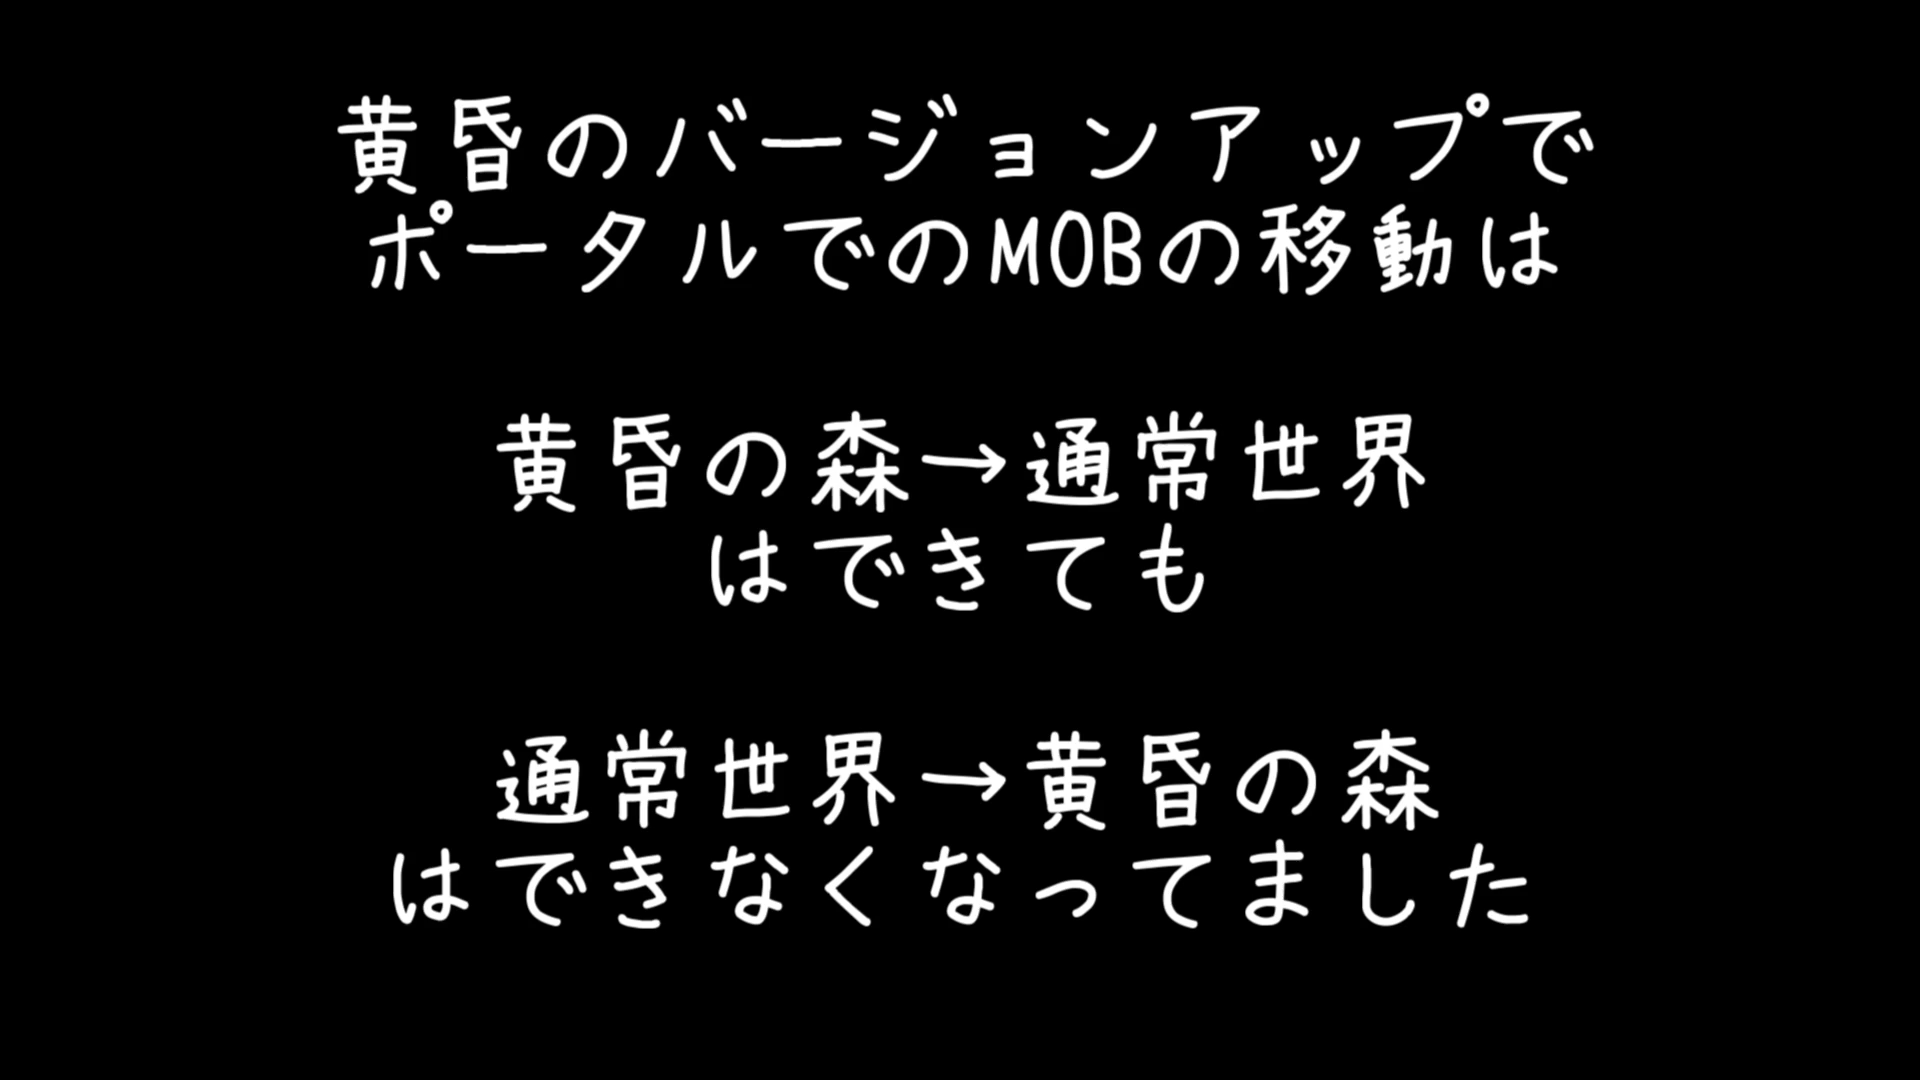 黄昏のバージョンアップで
ポータルでのMOBの移動は
黄昏の森→通常世界
はできても
通常世界→黄昏の森
はできなくなってました